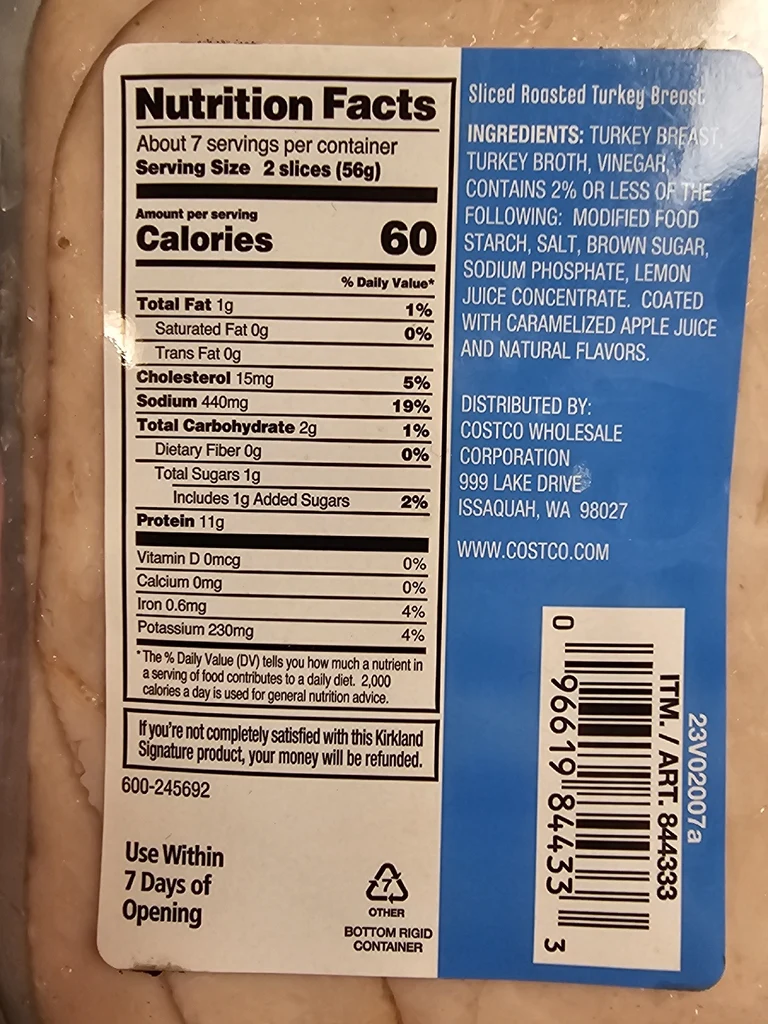 Nutrition Facts
About 7 servings per container
Serving Size 2 slices (56g)
Amount per serving
Calories 60
% Daily Value*
Total Fat 1g 1%
Saturated Fat 0g 0%
Trans Fat 0g
Cholesterol 15mg 5%
Sodium 440mg 19%
Total Carbohydrate 2g 1%
Dietary Fiber 0g 0%
Total Sugars 1g
Includes 1g Added Sugars 2%
Protein 11g
Vitamin D 0mcg 0%
Calcium 0mg 0%
Iron 0.6mg 4%
Potassium 230mg 4%
*The % Daily Value (DV) tells you how much a nutrient in
a serving of food contributes to a daily diet. 2,000
calories a day is used for general nutrition advice.
If you're not completely satisfied with this Kirkland
Signature product, your money will be refunded.
600-245692
Use Within
7 Days of
Opening
7
OTHER
BOTTOM RIGID
CONTAINER
Sliced Roasted Turkey Breast
INGREDIENTS: TURKEY BREAST,
TURKEY BROTH, VINEGAR,
CONTAINS 2% OR LESS OF THE
FOLLOWING: MODIFIED FOOD
STARCH, SALT, BROWN SUGAR,
SODIUM PHOSPHATE, LEMON
JUICE CONCENTRATE. COATED
WITH CARAMELIZED APPLE JUICE
AND NATURAL FLAVORS.
DISTRIBUTED BY:
COSTCO WHOLESALE
CORPORATION
999 LAKE DRIVE
ISSAQUAH, WA 98027
WWW.COSTCO.COM
23V02007a
ITM. / ART. 844333
0 96619 84433 3